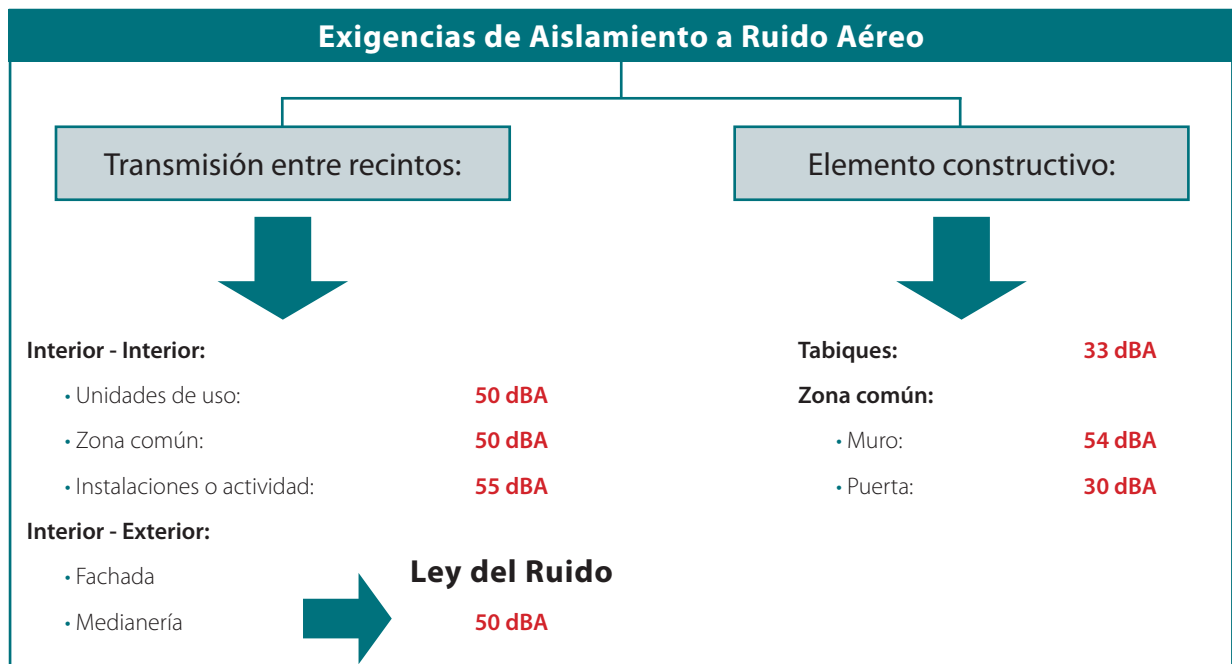 Exigencias de Aislamiento a Ruido Aéreo
Transmisión entre recintos:
Interior - Interior:
• Unidades de uso: 50 dBA
• Zona común: 50 dBA
• Instalaciones o actividad: 55 dBA
Interior - Exterior:
• Fachada
• Medianería
Ley del Ruido
50 dBA
Elemento constructivo:
Tabiques: 33 dBA
Zona común:
• Muro: 54 dBA
• Puerta: 30 dBA